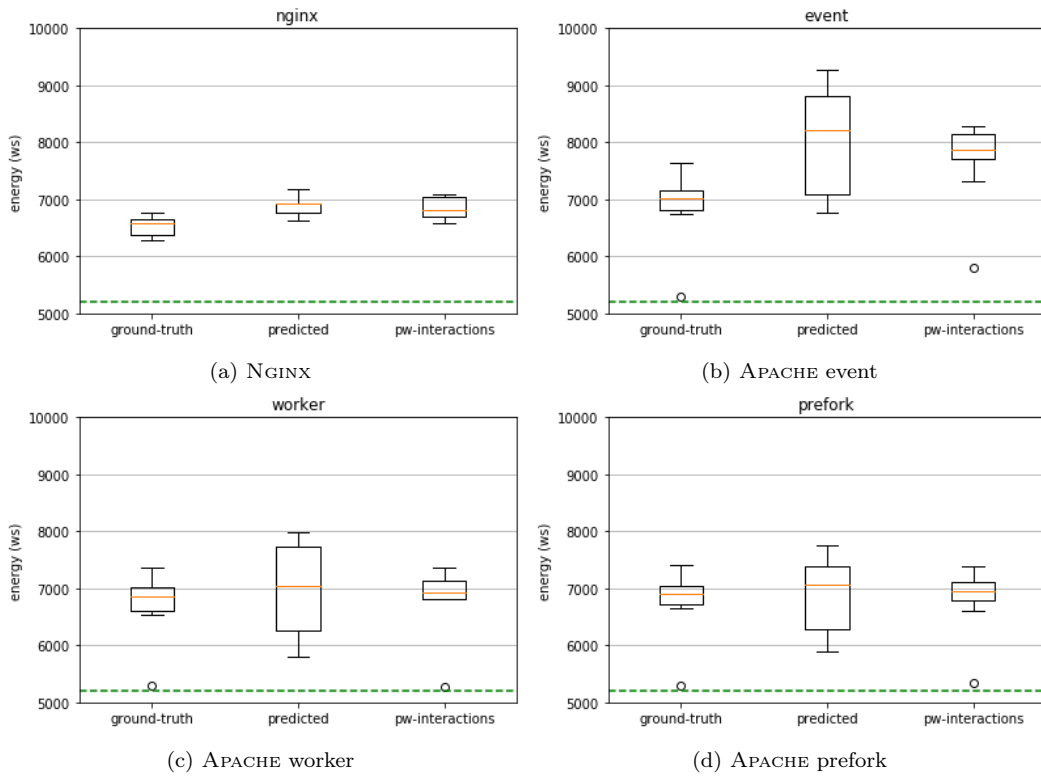 nginx
10000
9000
8000
7000
6000
5000
energy (ws)
ground-truth predicted pw-interactions
(a) NGINX
event
10000
9000
8000
7000
6000
5000
energy (ws)
ground-truth predicted pw-interactions
(b) APACHE event
worker
10000
9000
8000
7000
6000
5000
energy (ws)
ground-truth predicted pw-interactions
(c) APACHE worker
prefork
10000
9000
8000
7000
6000
5000
energy (ws)
ground-truth predicted pw-interactions
(d) APACHE prefork